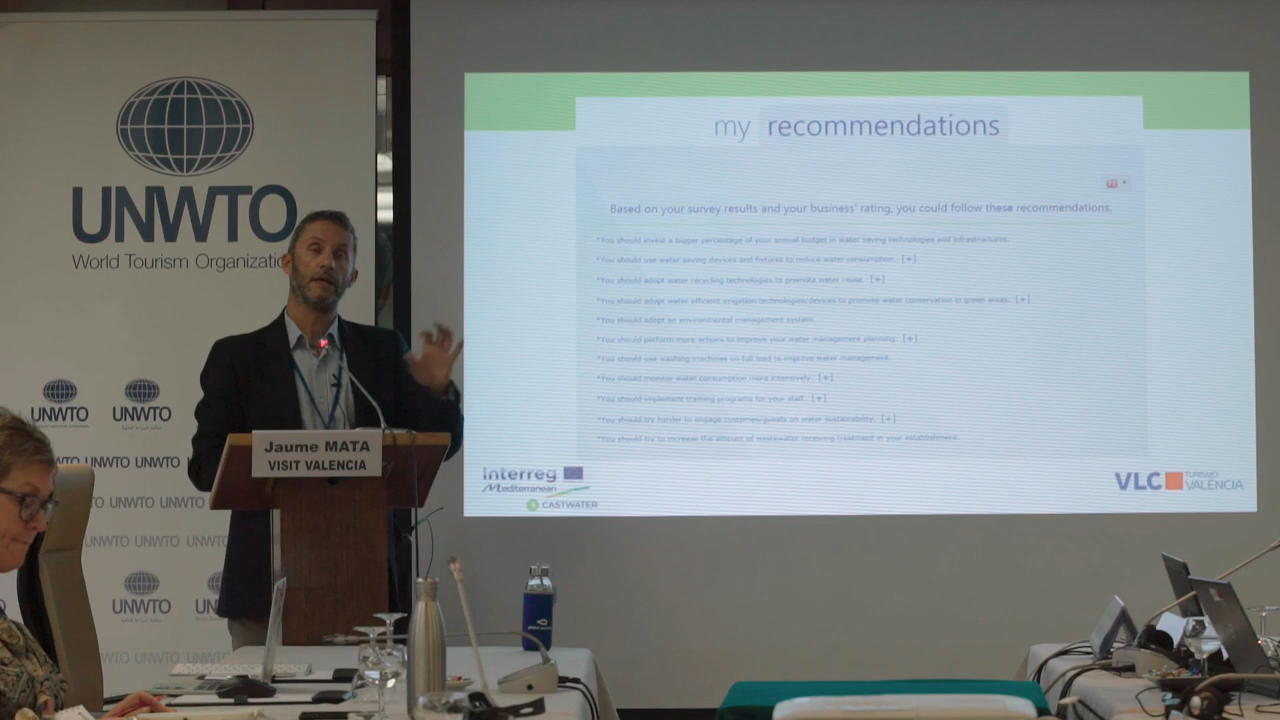 UNWTO
World Tourism Organizatio
UNWTO UNWTO
UNWTO UNWTO
UNWTO UNWTO
UNWTO UNWTO
UNWTO
UNWTO UNWTO
Jaume MATA
VISIT VALENCIA
my recommendations
Based on your survey results and your business' rating, you could follow these recommendations.
*You should invest a bigger percentage of your annual budget in water saving technologies and infrastructures.
*You should use water saving devices and fixtures to reduce water consumption. [+]
*You should adopt water recycling technologies to promote water reuse. [+]
*You should adopt water efficient irrigation technologies/devices to promote water conservation in green areas. [+]
*You should adopt an environmental management system.
*You should perform more actions to improve your water management planning. [+]
*You should use washing machines on full load to improve water management.
*You should monitor water consumption more intensively. [+]
*You should implement training programs for your staff. [+]
*You should try harder to engage customers/guests on water sustainability. [+]
*You should try to increase the amount of wastewater receiving treatment in your establishment.
Interreg
Mediterranean
CASTWATER
VLC TURISMO
VALÈNCIA